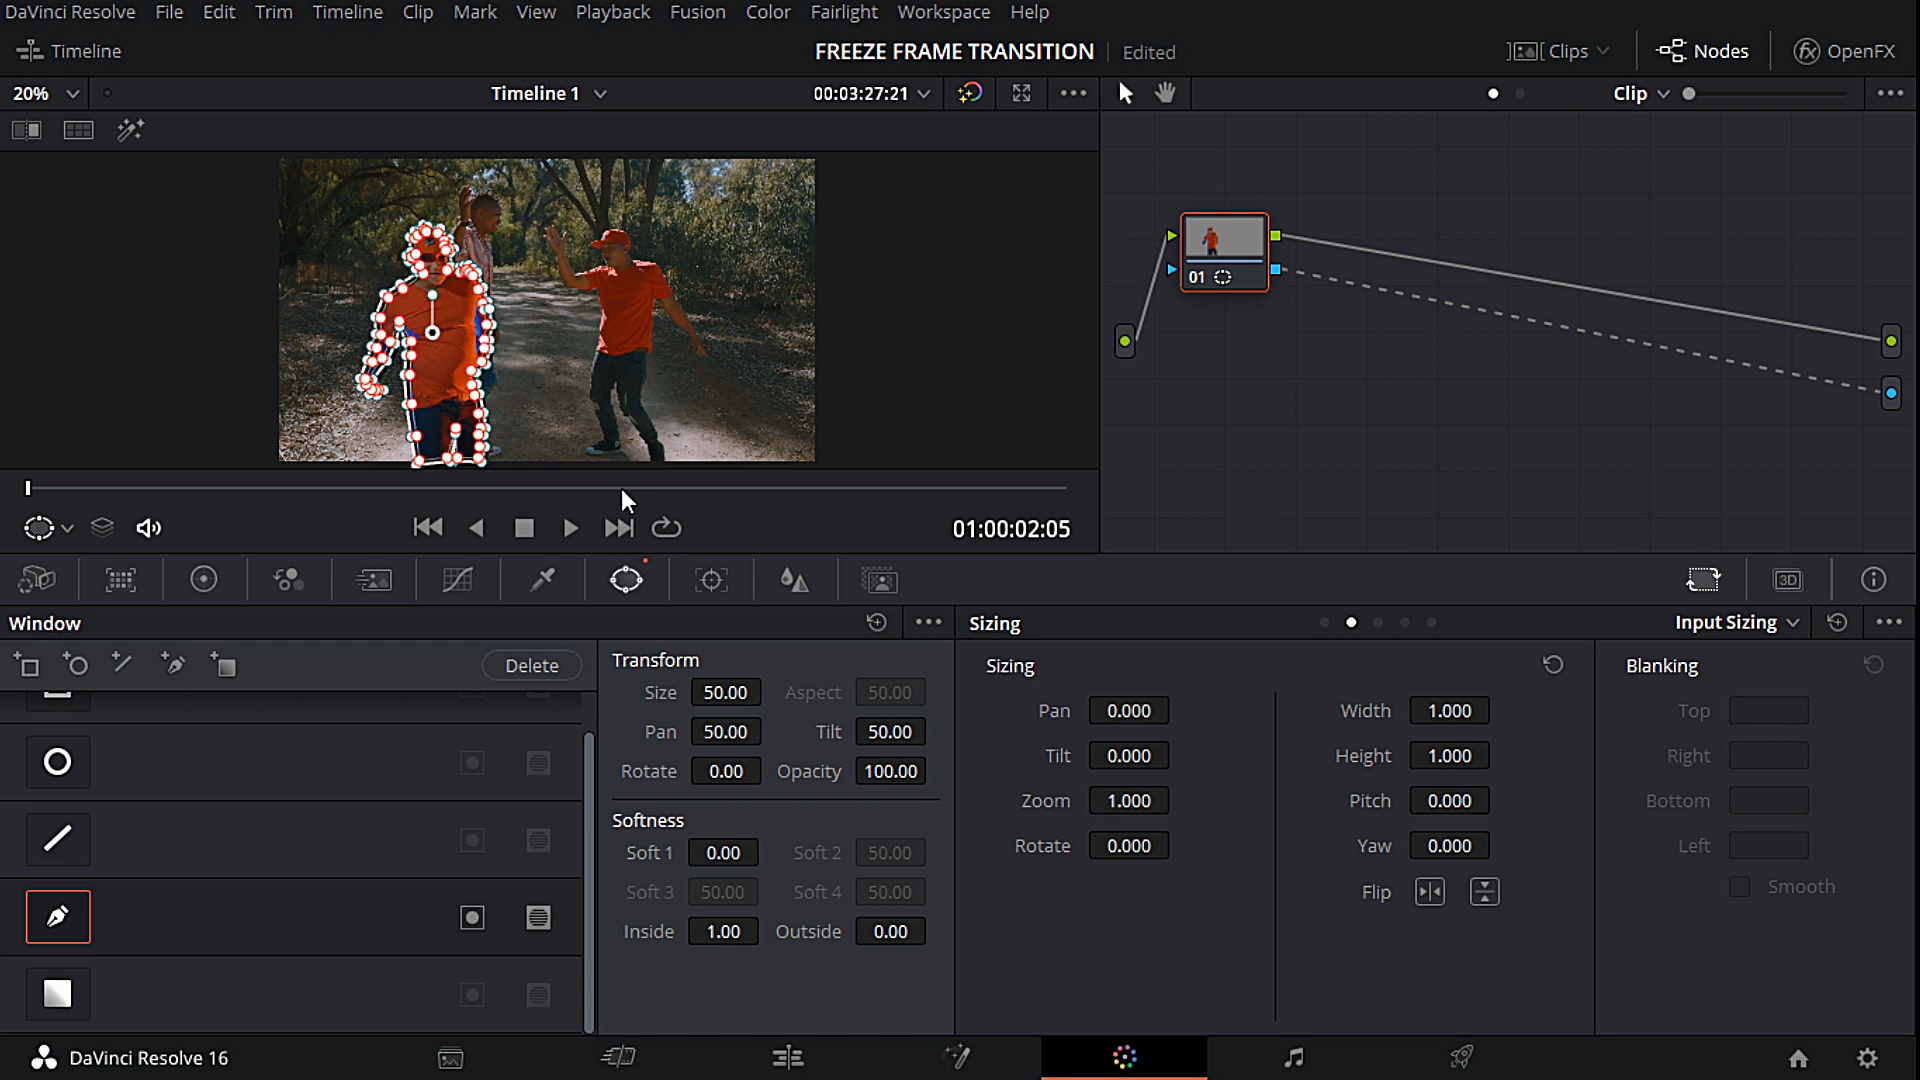 DaVinci Resolve File Edit Trim Timeline Clip Mark View Playback Fusion Color Fairlight Workspace Help
Timeline FREEZE FRAME TRANSITION Edited Clips Nodes OpenFX
20% Timeline 1 00:03:27:21 Clip
01
01:00:02:05
3D
Window Sizing Input Sizing
Delete
Transform
Size 50.00 Aspect 50.00
Pan 50.00 Tilt 50.00
Rotate 0.00 Opacity 100.00
Softness
Soft 1 0.00 Soft 2 50.00
Soft 3 50.00 Soft 4 50.00
Inside 1.00 Outside 0.00
Sizing
Pan 0.000 Width 1.000
Tilt 0.000 Height 1.000
Zoom 1.000 Pitch 0.000
Rotate 0.000 Yaw 0.000
Flip
Blanking
Top
Right
Bottom
Left
Smooth
DaVinci Resolve 16